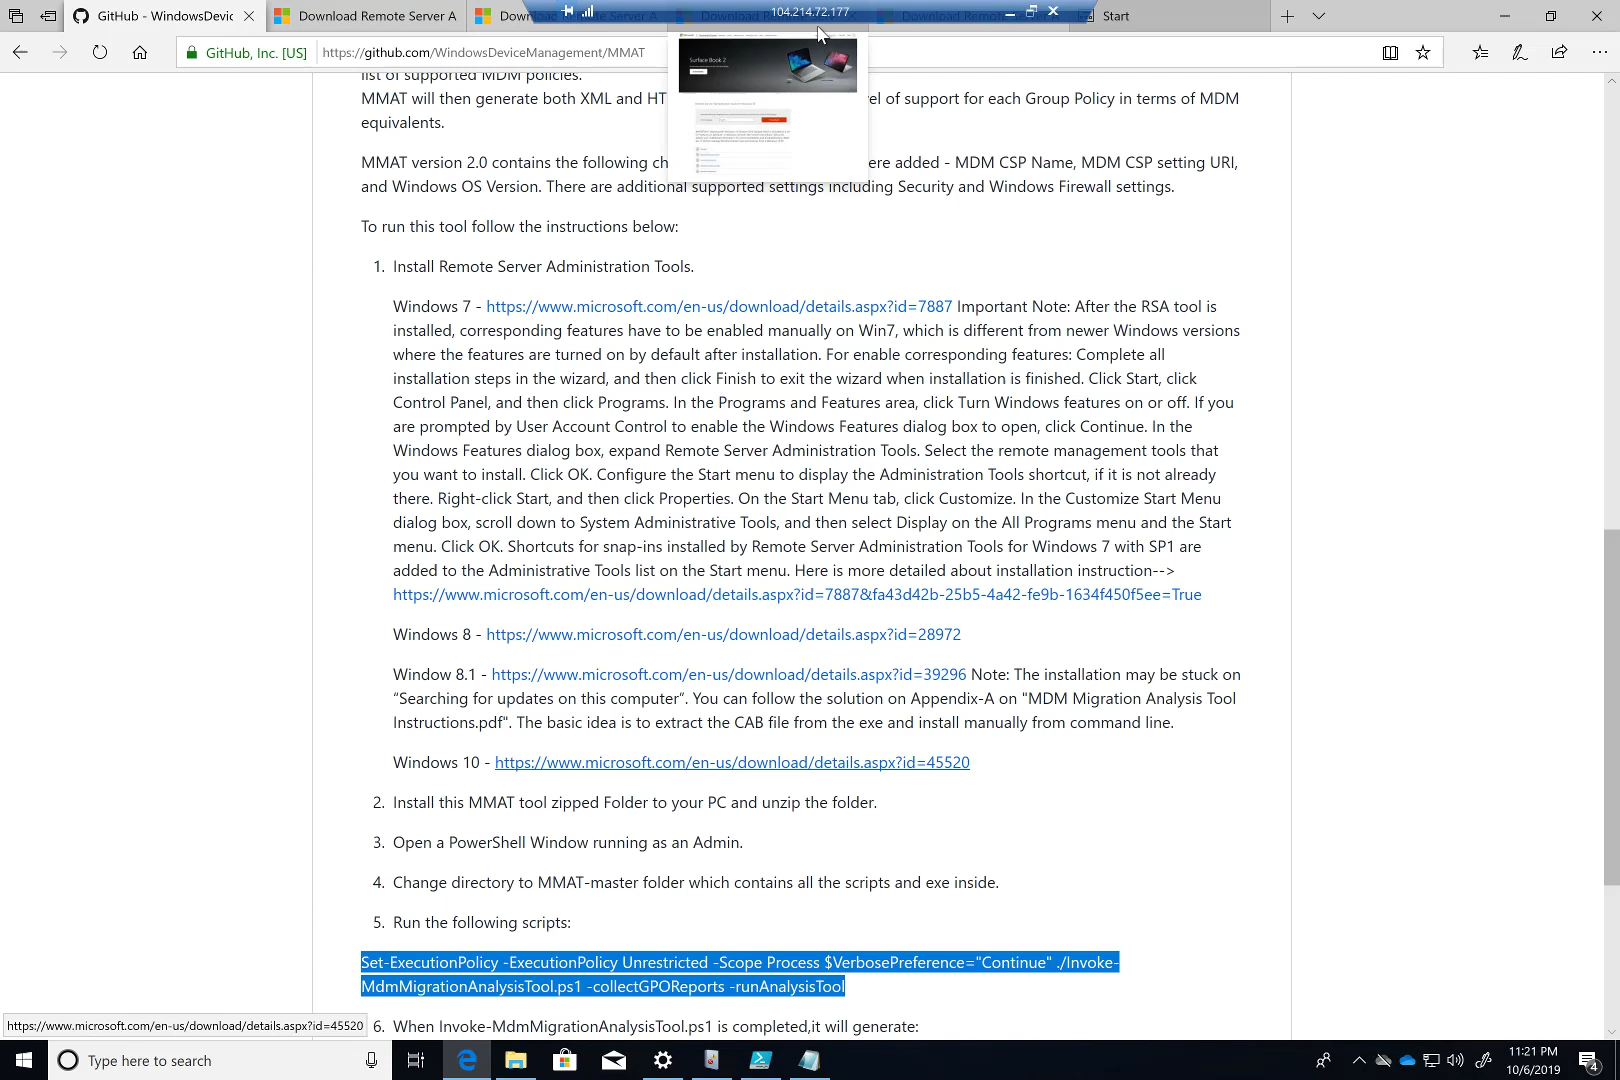 GitHub - WindowsDevic
Download Remote Server A
104.214.72.177
Start
GitHub, Inc. [US]
https://github.com/WindowsDeviceManagement/MMAT
Surface Book 2
list of supported MDM policies.
MMAT will then generate both XML and HT
el of support for each Group Policy in terms of MDM
equivalents.
MMAT version 2.0 contains the following ch
ere added - MDM CSP Name, MDM CSP setting URI,
and Windows OS Version. There are additional supported settings including Security and Windows Firewall settings.
To run this tool follow the instructions below:
1. Install Remote Server Administration Tools.
Windows 7 - https://www.microsoft.com/en-us/download/details.aspx?id=7887 Important Note: After the RSA tool is
installed, corresponding features have to be enabled manually on Win7, which is different from newer Windows versions
where the features are turned on by default after installation. For enable corresponding features: Complete all
installation steps in the wizard, and then click Finish to exit the wizard when installation is finished. Click Start, click
Control Panel, and then click Programs. In the Programs and Features area, click Turn Windows features on or off. If you
are prompted by User Account Control to enable the Windows Features dialog box to open, click Continue. In the
Windows Features dialog box, expand Remote Server Administration Tools. Select the remote management tools that
you want to install. Click OK. Configure the Start menu to display the Administration Tools shortcut, if it is not already
there. Right-click Start, and then click Properties. On the Start Menu tab, click Customize. In the Customize Start Menu
dialog box, scroll down to System Administrative Tools, and then select Display on the All Programs menu and the Start
menu. Click OK. Shortcuts for snap-ins installed by Remote Server Administration Tools for Windows 7 with SP1 are
added to the Administrative Tools list on the Start menu. Here is more detailed about installation instruction-->
https://www.microsoft.com/en-us/download/details.aspx?id=7887&fa43d42b-25b5-4a42-fe9b-1634f450f5ee=True
Windows 8 - https://www.microsoft.com/en-us/download/details.aspx?id=28972
Window 8.1 - https://www.microsoft.com/en-us/download/details.aspx?id=39296 Note: The installation may be stuck on
“Searching for updates on this computer”. You can follow the solution on Appendix-A on "MDM Migration Analysis Tool
Instructions.pdf". The basic idea is to extract the CAB file from the exe and install manually from command line.
Windows 10 - https://www.microsoft.com/en-us/download/details.aspx?id=45520
2. Install this MMAT tool zipped Folder to your PC and unzip the folder.
3. Open a PowerShell Window running as an Admin.
4. Change directory to MMAT-master folder which contains all the scripts and exe inside.
5. Run the following scripts:
Set-ExecutionPolicy -ExecutionPolicy Unrestricted -Scope Process $VerbosePreference="Continue" ./Invoke-
MdmMigrationAnalysisTool.ps1 -collectGPOReports -runAnalysisTool
https://www.microsoft.com/en-us/download/details.aspx?id=45520
6. When Invoke-MdmMigrationAnalysisTool.ps1 is completed,it will generate:
Type here to search
11:21 PM
10/6/2019
4